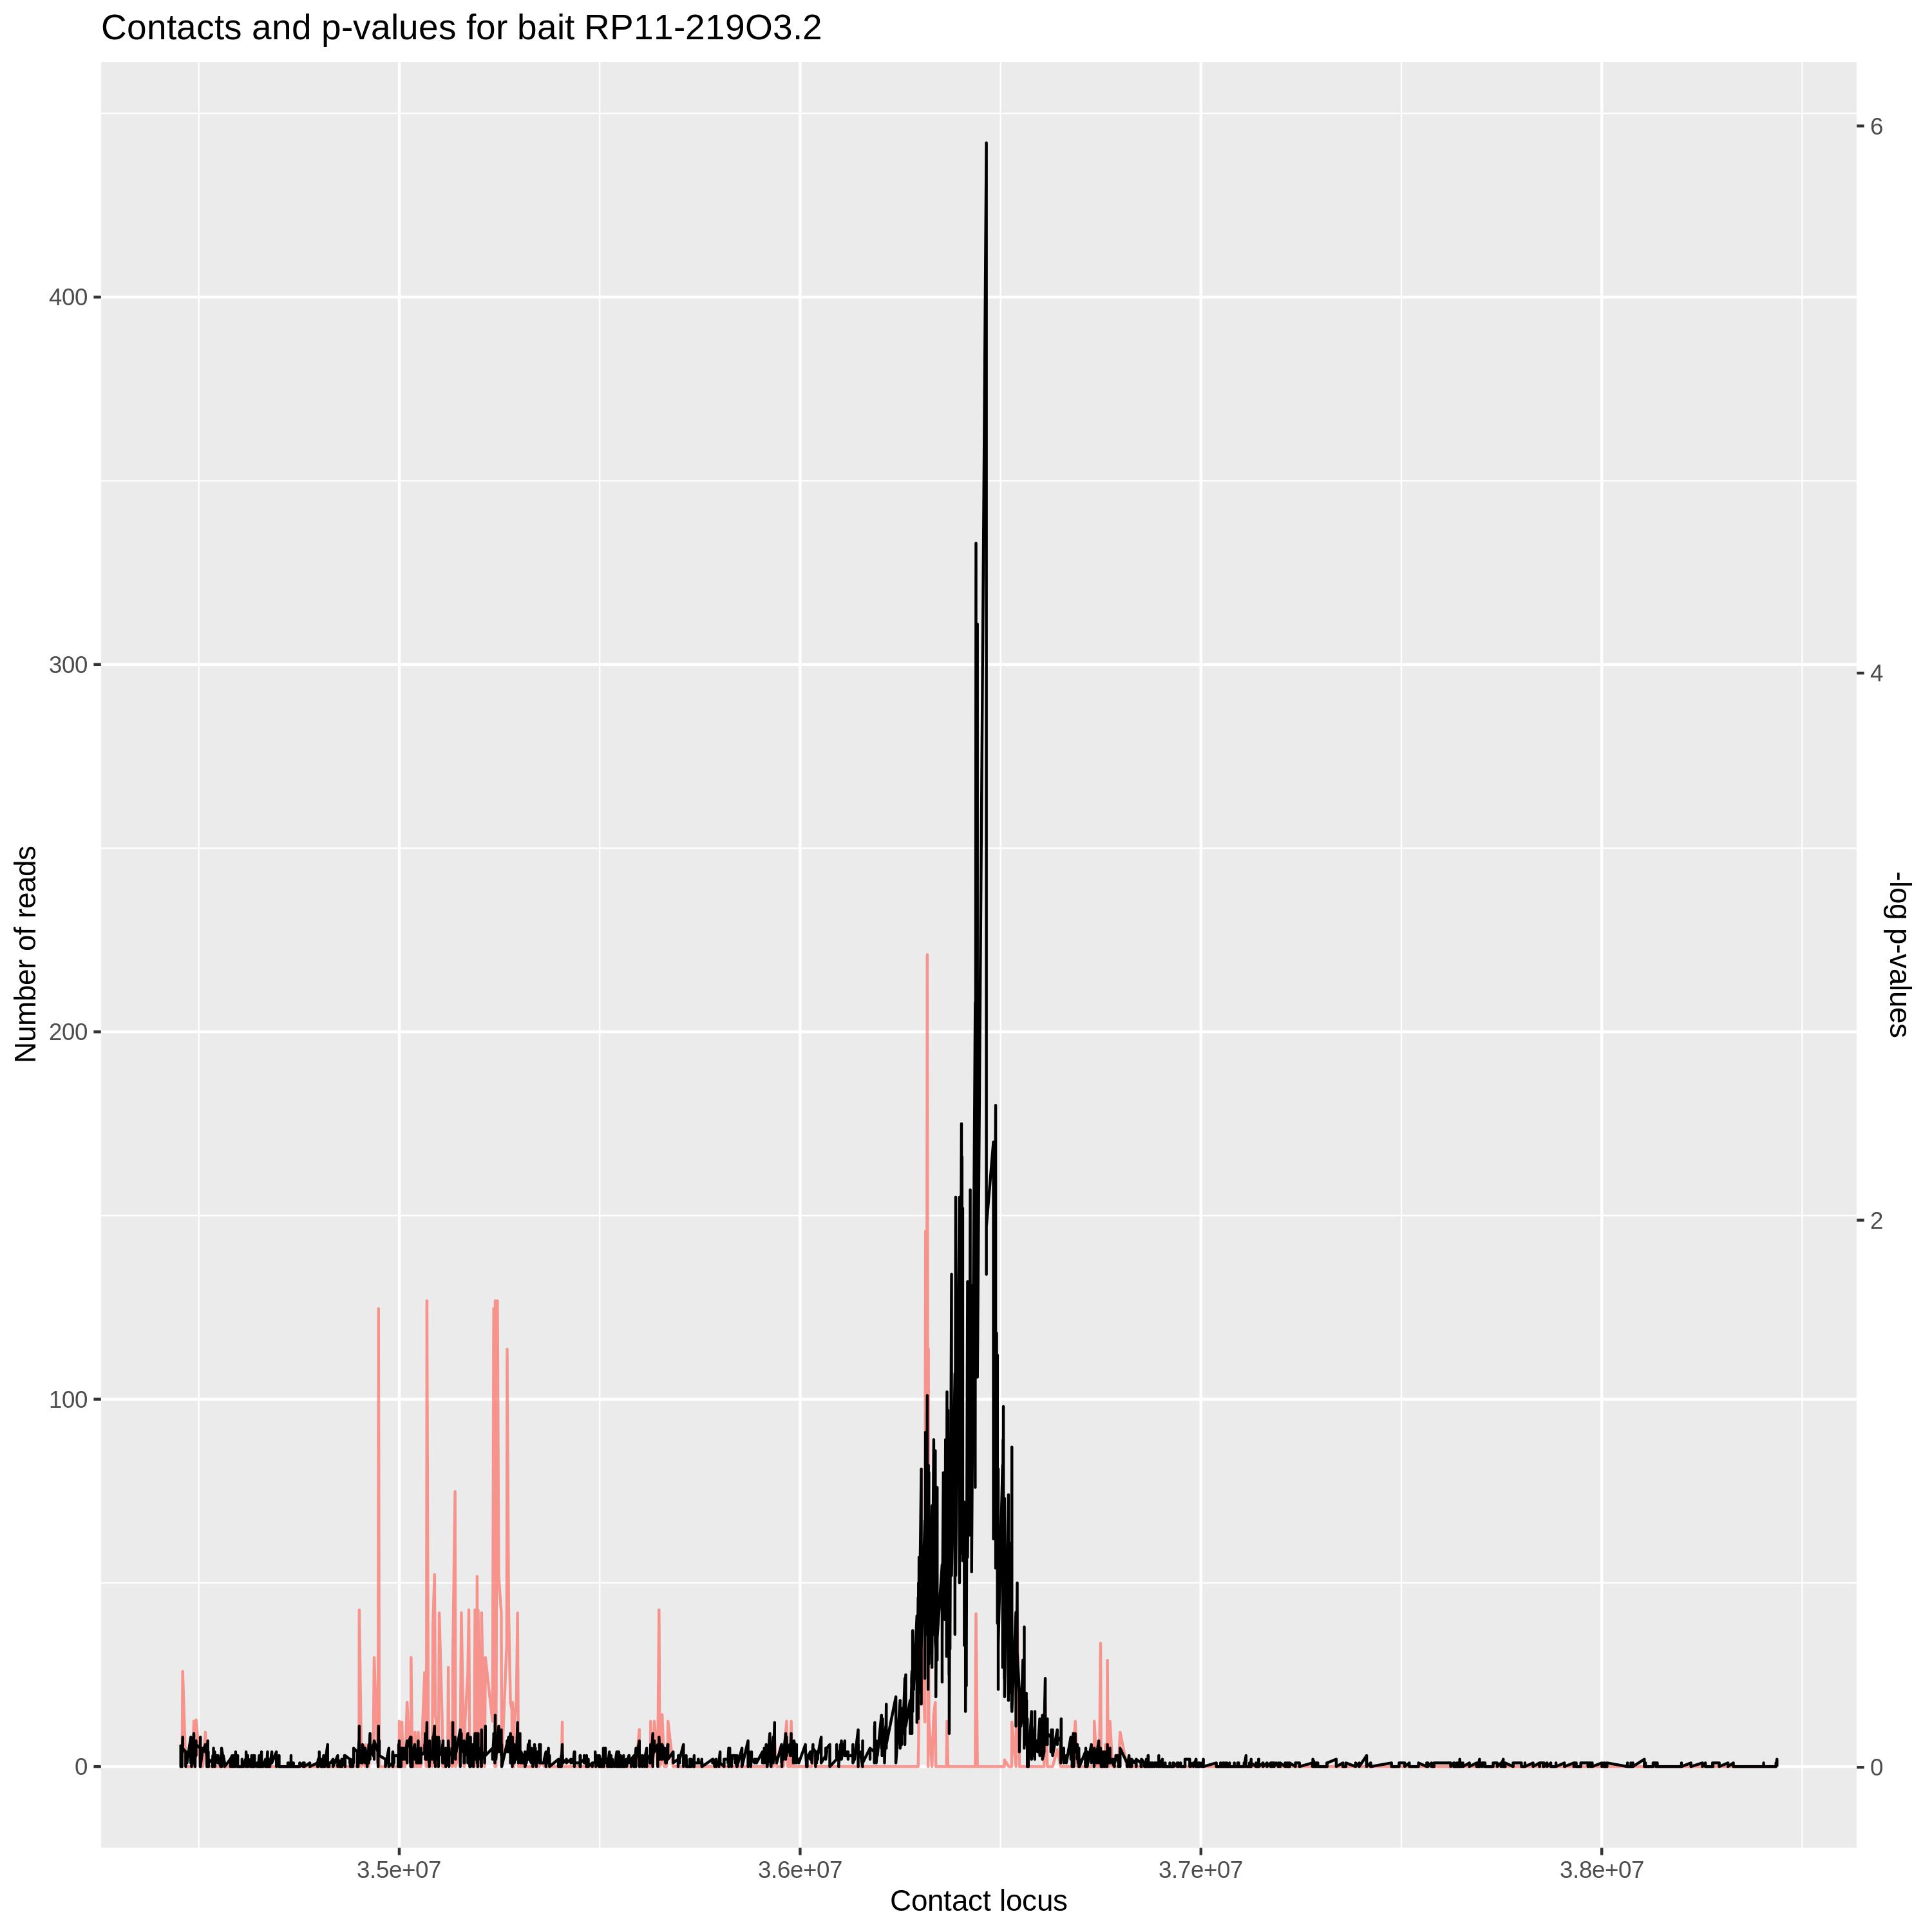 Contacts and p-values for bait RP11-219O3.2
Number of reads
400
300
200
100
0
6
4
2
0
-log p-values
3.5e+07 3.6e+07 3.7e+07 3.8e+07
Contact locus